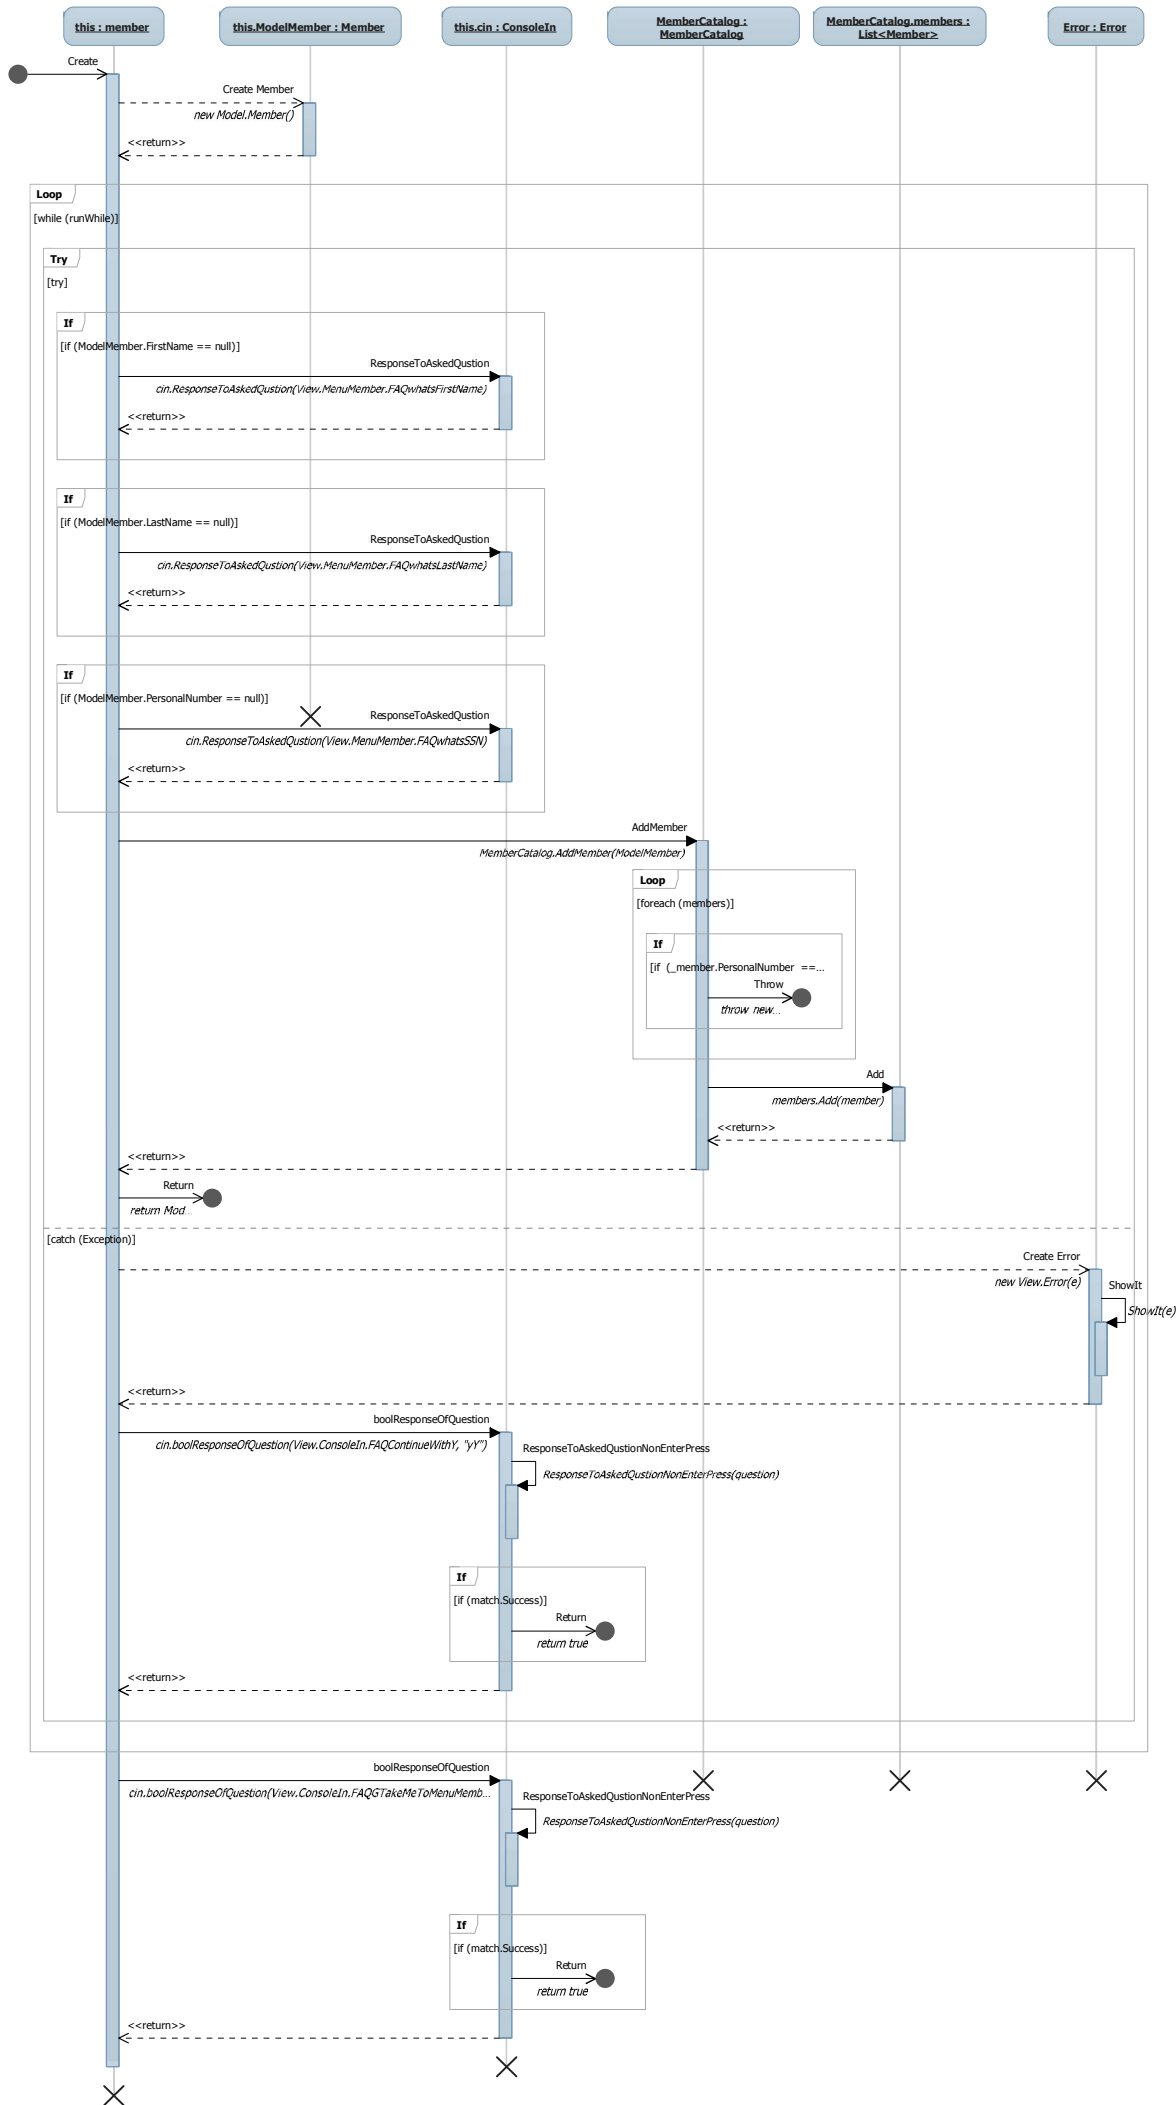 this : member
this.ModelMember : Member
this.cin : ConsoleIn
MemberCatalog :
MemberCatalog
MemberCatalog.members :
List<Member>
Error : Error
Create
Create Member
new Model.Member()
<<return>>
Loop
[while (runWhile)]
Try
[try]
If
[if (ModelMember.FirstName == null)]
ResponseToAskedQustion
cin.ResponseToAskedQustion(View.MenuMember.FAQwhatsFirstName)
<<return>>
If
[if (ModelMember.LastName == null)]
ResponseToAskedQustion
cin.ResponseToAskedQustion(View.MenuMember.FAQwhatsLastName)
<<return>>
If
[if (ModelMember.PersonalNumber == null)]
ResponseToAskedQustion
cin.ResponseToAskedQustion(View.MenuMember.FAQwhatsSSN)
<<return>>
AddMember
MemberCatalog.AddMember(ModelMember)
Loop
[foreach (members)]
If
[if (_member.PersonalNumber ==...
Throw
throw new...
Add
members.Add(member)
<<return>>
<<return>>
Return
return Mod...
[catch (Exception)]
Create Error
new View.Error(e)
ShowIt
ShowIt(e)
<<return>>
boolResponseOfQuestion
cin.boolResponseOfQuestion(View.ConsoleIn.FAQContinueWithY, "yY")
ResponseToAskedQustionNonEnterPress
ResponseToAskedQustionNonEnterPress(question)
If
[if (match.Success)]
Return
return true
<<return>>
boolResponseOfQuestion
cin.boolResponseOfQuestion(View.ConsoleIn.FAQGTakeMeToMenuMemb...
ResponseToAskedQustionNonEnterPress
ResponseToAskedQustionNonEnterPress(question)
If
[if (match.Success)]
Return
return true
<<return>>